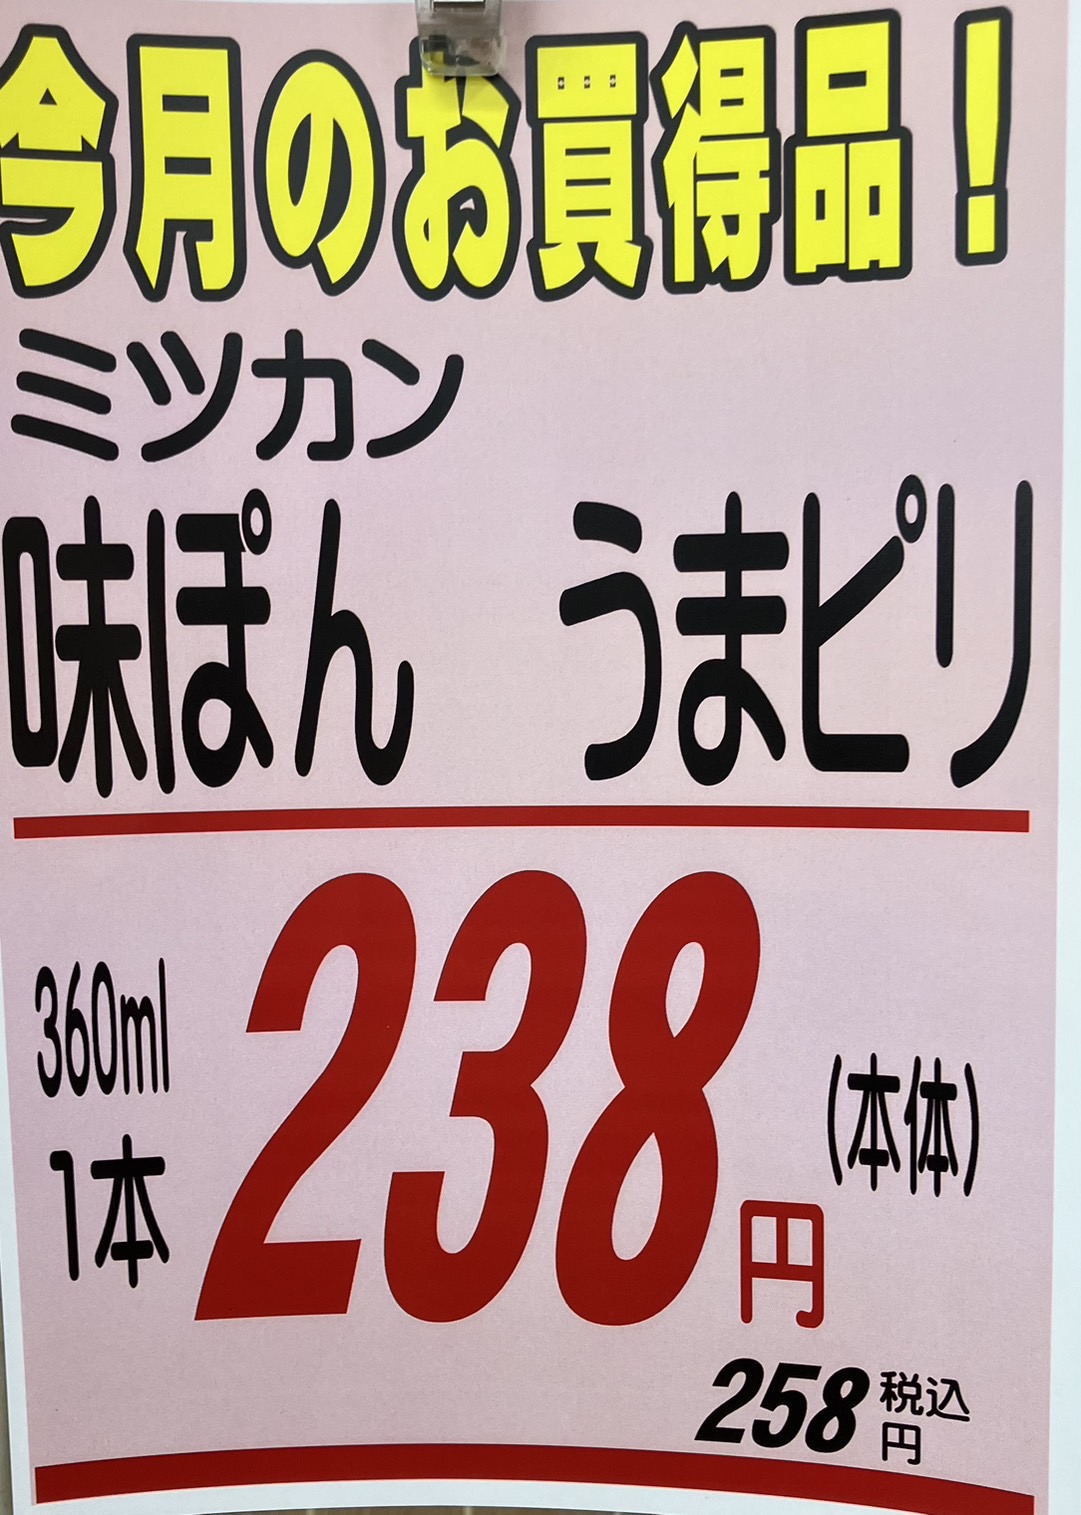 今月のお買得品!
ミツカン
味ぽん うまピリ
360ml
1本
238円(本体)
258円税込